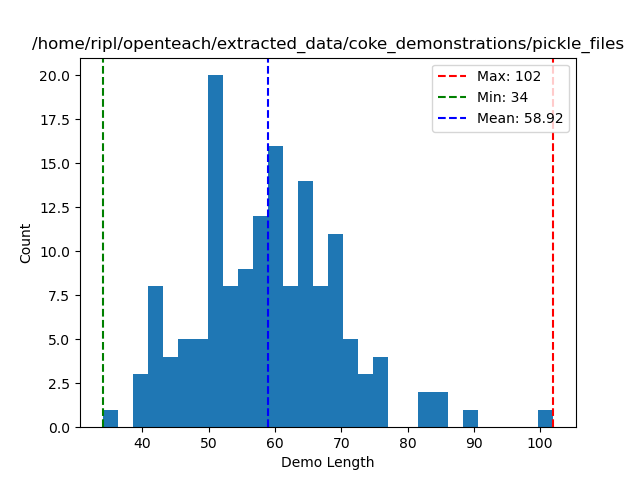 /home/ripl/openteach/extracted_data/coke_demonstrations/pickle_files
Max: 102
Min: 34
Mean: 58.92
20.0
17.5
15.0
12.5
10.0
7.5
5.0
2.5
0.0
Count
40 50 60 70 80 90 100
Demo Length